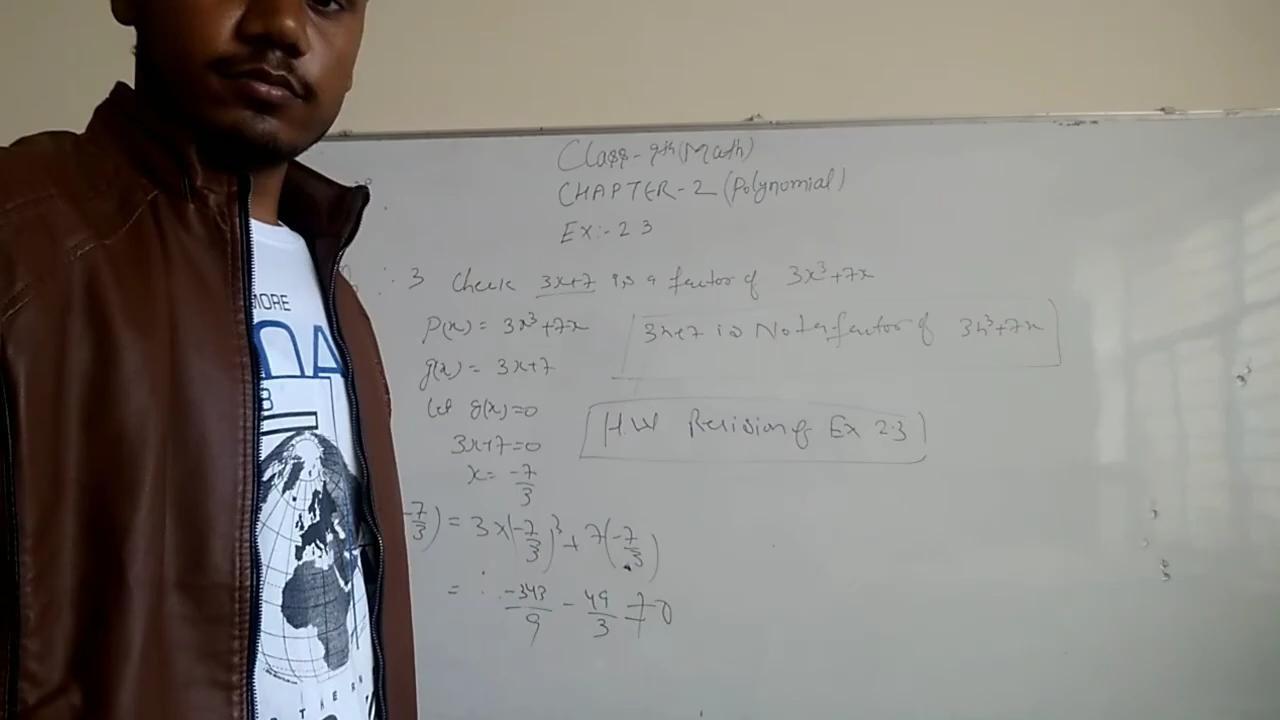 Class-9th (Math)
CHAPTER-2 (Polynomial)
Ex:- 2 3
3 Check 3x+7 is a factor of 3x³+7x
P(x) = 3x³+7x
g(x) = 3x+7
Let g(x)=0
3x+7=0
x= -7/3
-7/3) = 3x(-7/3)³ + 7(-7/3)
= -343/9 - 49/3 ≠0
3x+7 is Not a factor of 3x³+7x
H.W Revision of Ex 2.3
MORE
OA
B
THERN